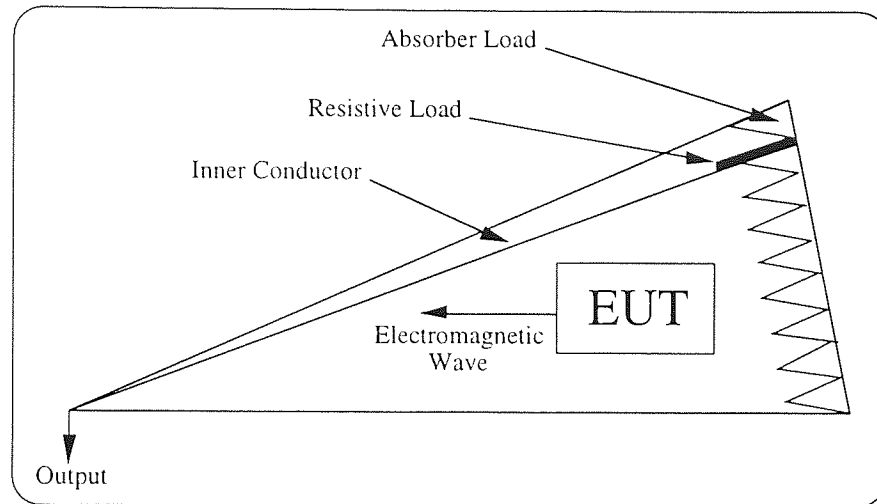 Absorber Load
Resistive Load
Inner Conductor
EUT
Electromagnetic
Wave
Output